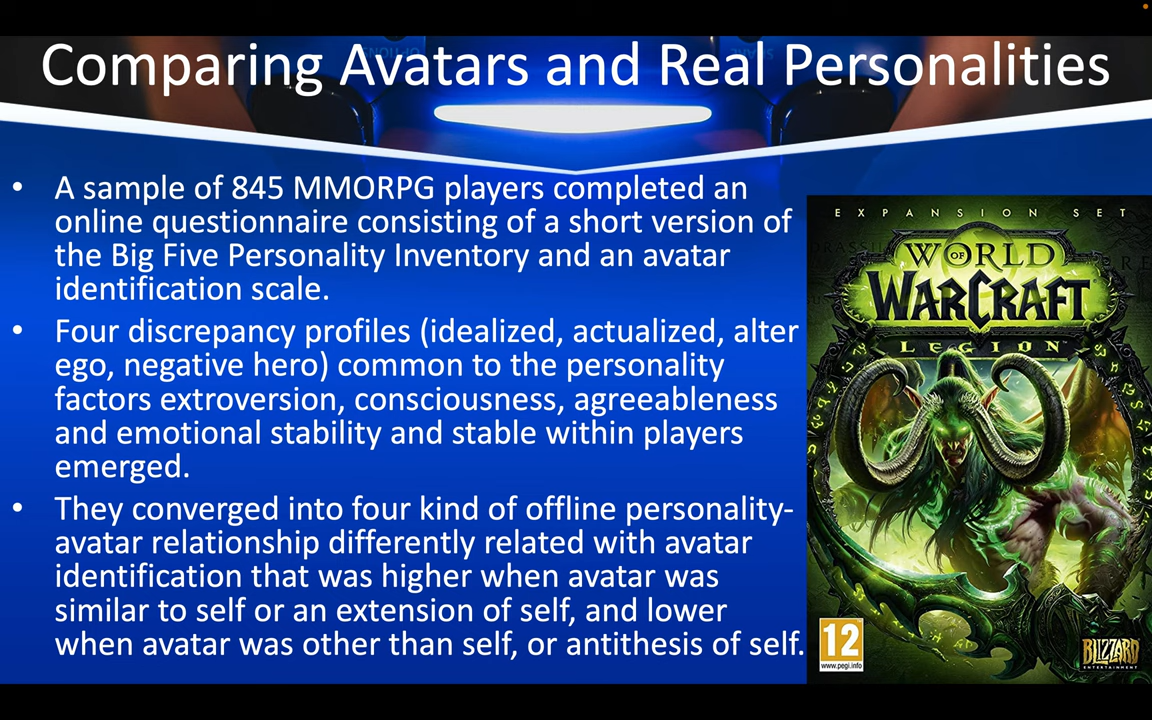 Comparing Avatars and Real Personalities
• A sample of 845 MMORPG players completed an
online questionnaire consisting of a short version of
the Big Five Personality Inventory and an avatar
identification scale.
• Four discrepancy profiles (idealized, actualized, alter
ego, negative hero) common to the personality
factors extroversion, consciousness, agreeableness
and emotional stability and stable within players
emerged.
• They converged into four kind of offline personality-
avatar relationship differently related with avatar
identification that was higher when avatar was
similar to self or an extension of self, and lower
when avatar was other than self, or antithesis of self.
EXPANSION SET
WORLD
OF
WARCRAFT
LEGION
12
www.pegi.info
BLIZZARD
ENTERTAINMENT